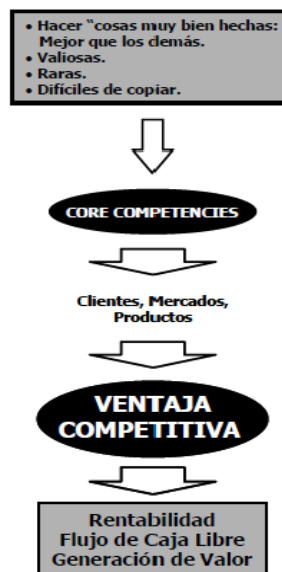 • Hacer “cosas muy bien hechas:
Mejor que los demás.
• Valiosas.
• Raras.
• Difíciles de copiar.
CORE COMPETENCIES
Clientes, Mercados,
Productos
VENTAJA
COMPETITIVA
Rentabilidad
Flujo de Caja Libre
Generación de Valor